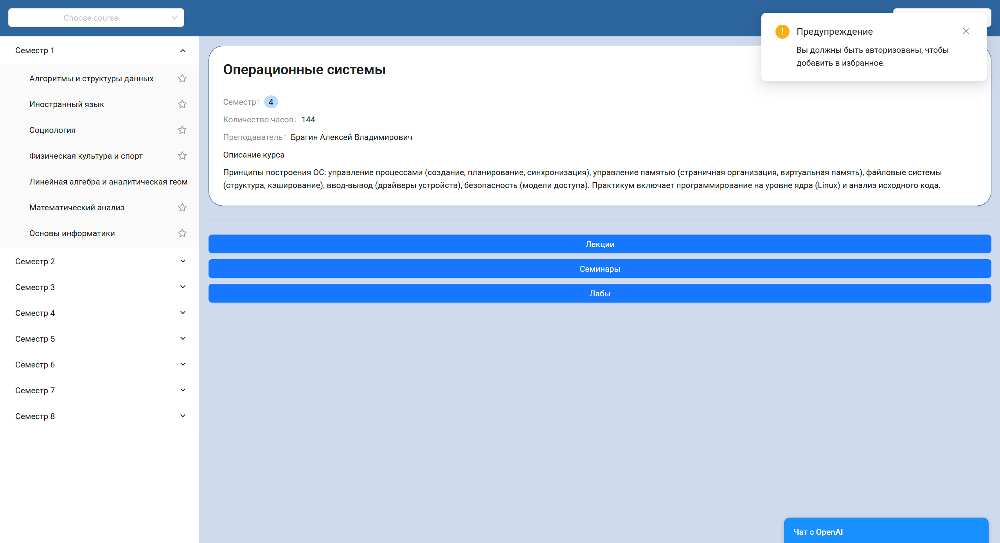 Choose course
Предупреждение
Вы должны быть авторизованы, чтобы
добавить в избранное.
Семестр 1
Алгоритмы и структуры данных
Иностранный язык
Социология
Физическая культура и спорт
Линейная алгебра и аналитическая геом
Математический анализ
Основы информатики
Семестр 2
Семестр 3
Семестр 4
Семестр 5
Семестр 6
Семестр 7
Семестр 8
Операционные системы
Семестр: 4
Количество часов: 144
Преподаватель: Брагин Алексей Владимирович
Описание курса
Принципы построения ОС: управление процессами (создание, планирование, синхронизация), управление памятью (страничная организация, виртуальная память), файловые системы
(структура, кэширование), ввод-вывод (драйверы устройств), безопасность (модели доступа). Практикум включает программирование на уровне ядра (Linux) и анализ исходного кода.
Лекции
Семинары
Лабы
Чат с OpenAI